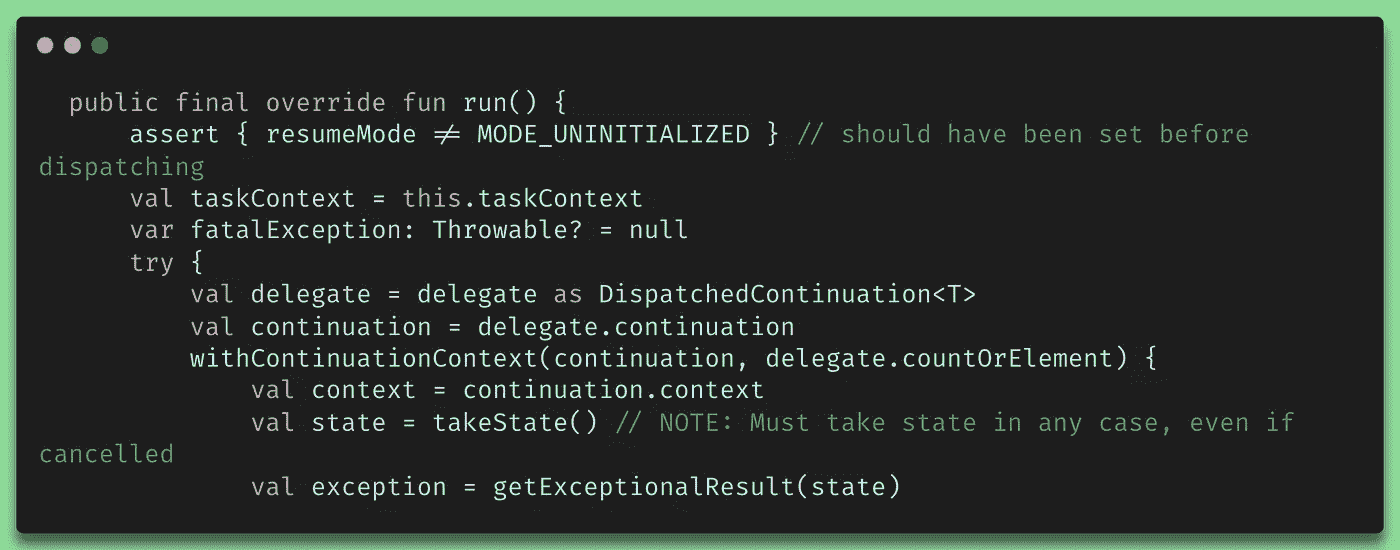 public final override fun run() {
assert { resumeMode != MODE_UNINITIALIZED } // should have been set before
dispatching
val taskContext = this.taskContext
var fatalException: Throwable? = null
try {
val delegate = delegate as DispatchedContinuation<T>
val continuation = delegate.continuation
withContinuationContext(continuation, delegate.countOrElement) {
val context = continuation.context
val state = takeState() // NOTE: Must take state in any case, even if
cancelled
val exception = getExceptionalResult(state)